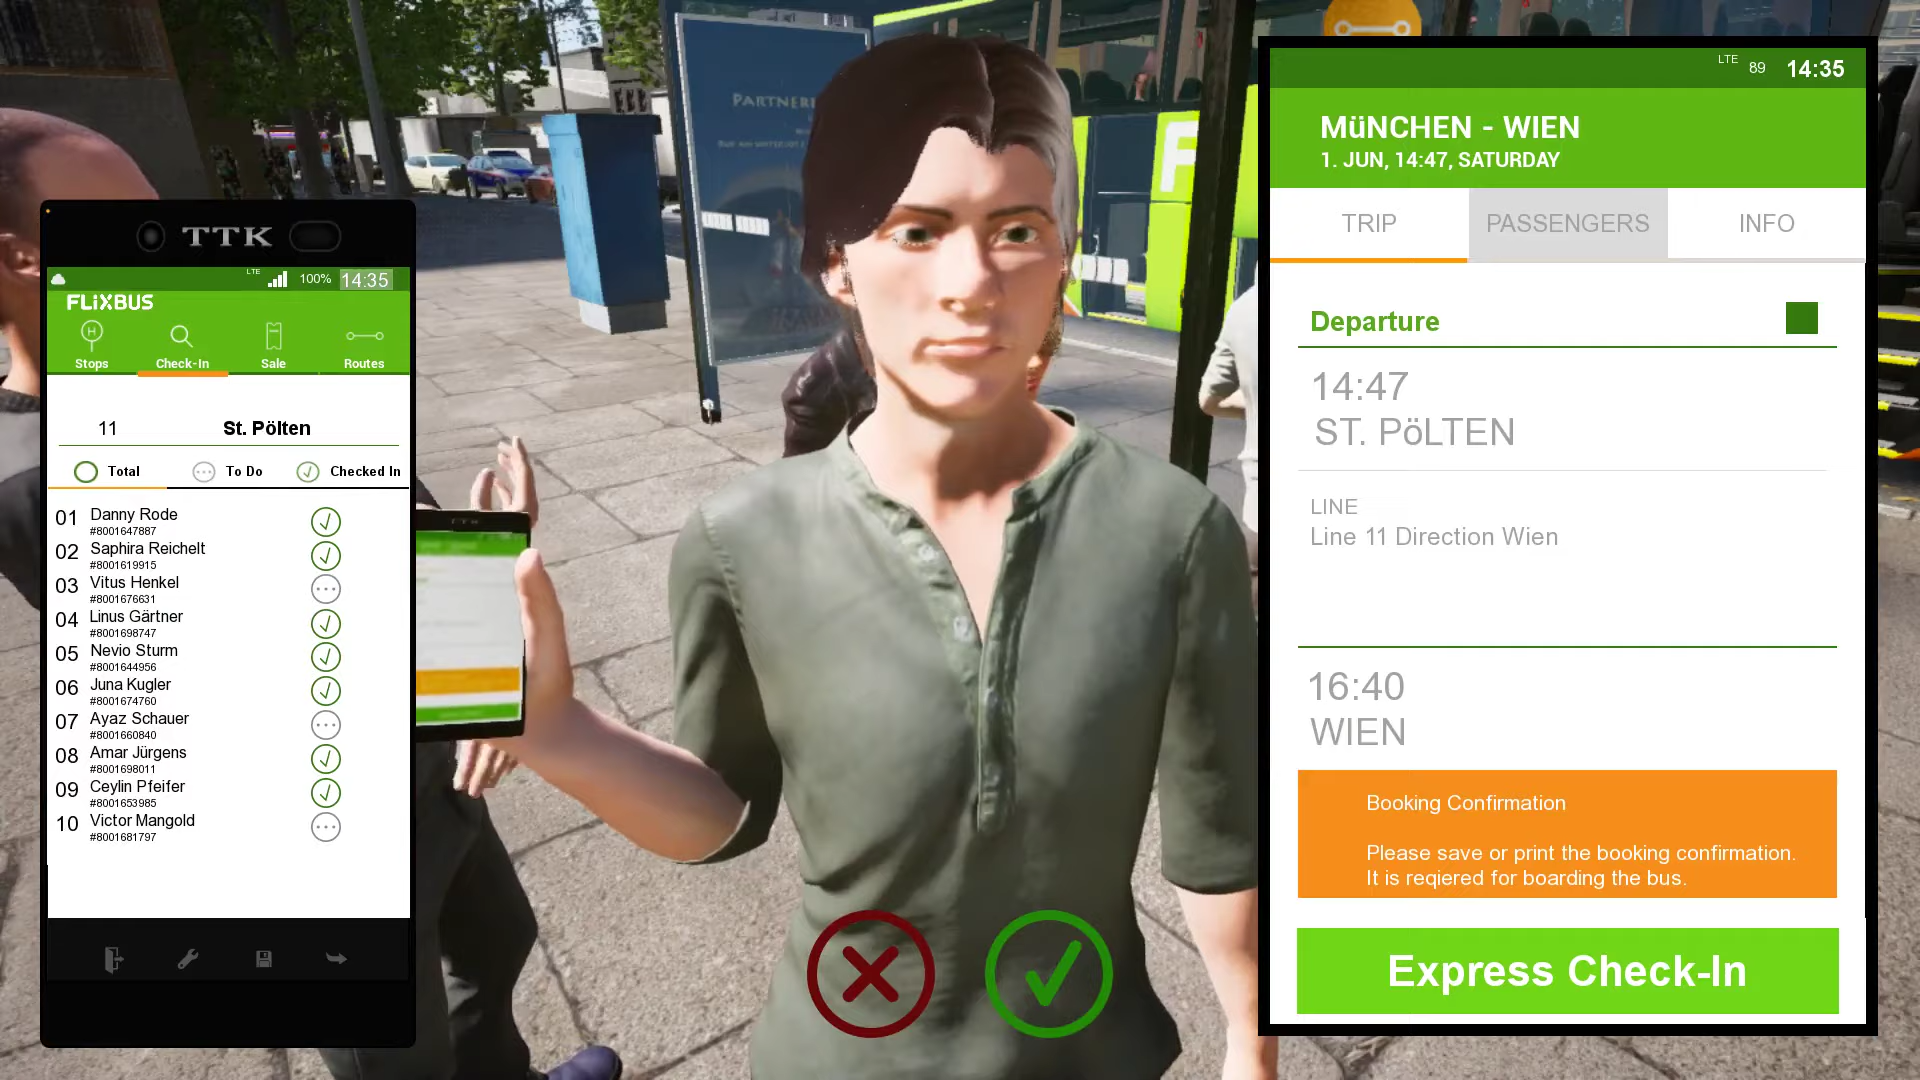 TTK
LTE 100% 14:35
FLiXBUS
Stops Check-In Sale Routes
11 St. Pölten
Total To Do Checked In
01 Danny Rode
#8001647887
02 Saphira Reichelt
#8001619915
03 Vitus Henkel
#8001676631
04 Linus Gärtner
#8001698747
05 Nevio Sturm
#8001644956
06 Juna Kugler
#8001674760
07 Ayaz Schauer
#8001660840
08 Amar Jürgens
#8001698011
09 Ceylin Pfeifer
#8001653985
10 Victor Mangold
#8001681797
TTK
F
LTE 89 14:35
MüNCHEN - WIEN
1. JUN, 14:47, SATURDAY
TRIP PASSENGERS INFO
Departure
14:47
ST. PöLTEN
LINE
Line 11 Direction Wien
16:40
WIEN
Booking Confirmation
Please save or print the booking confirmation.
It is reqiered for boarding the bus.
Express Check-In